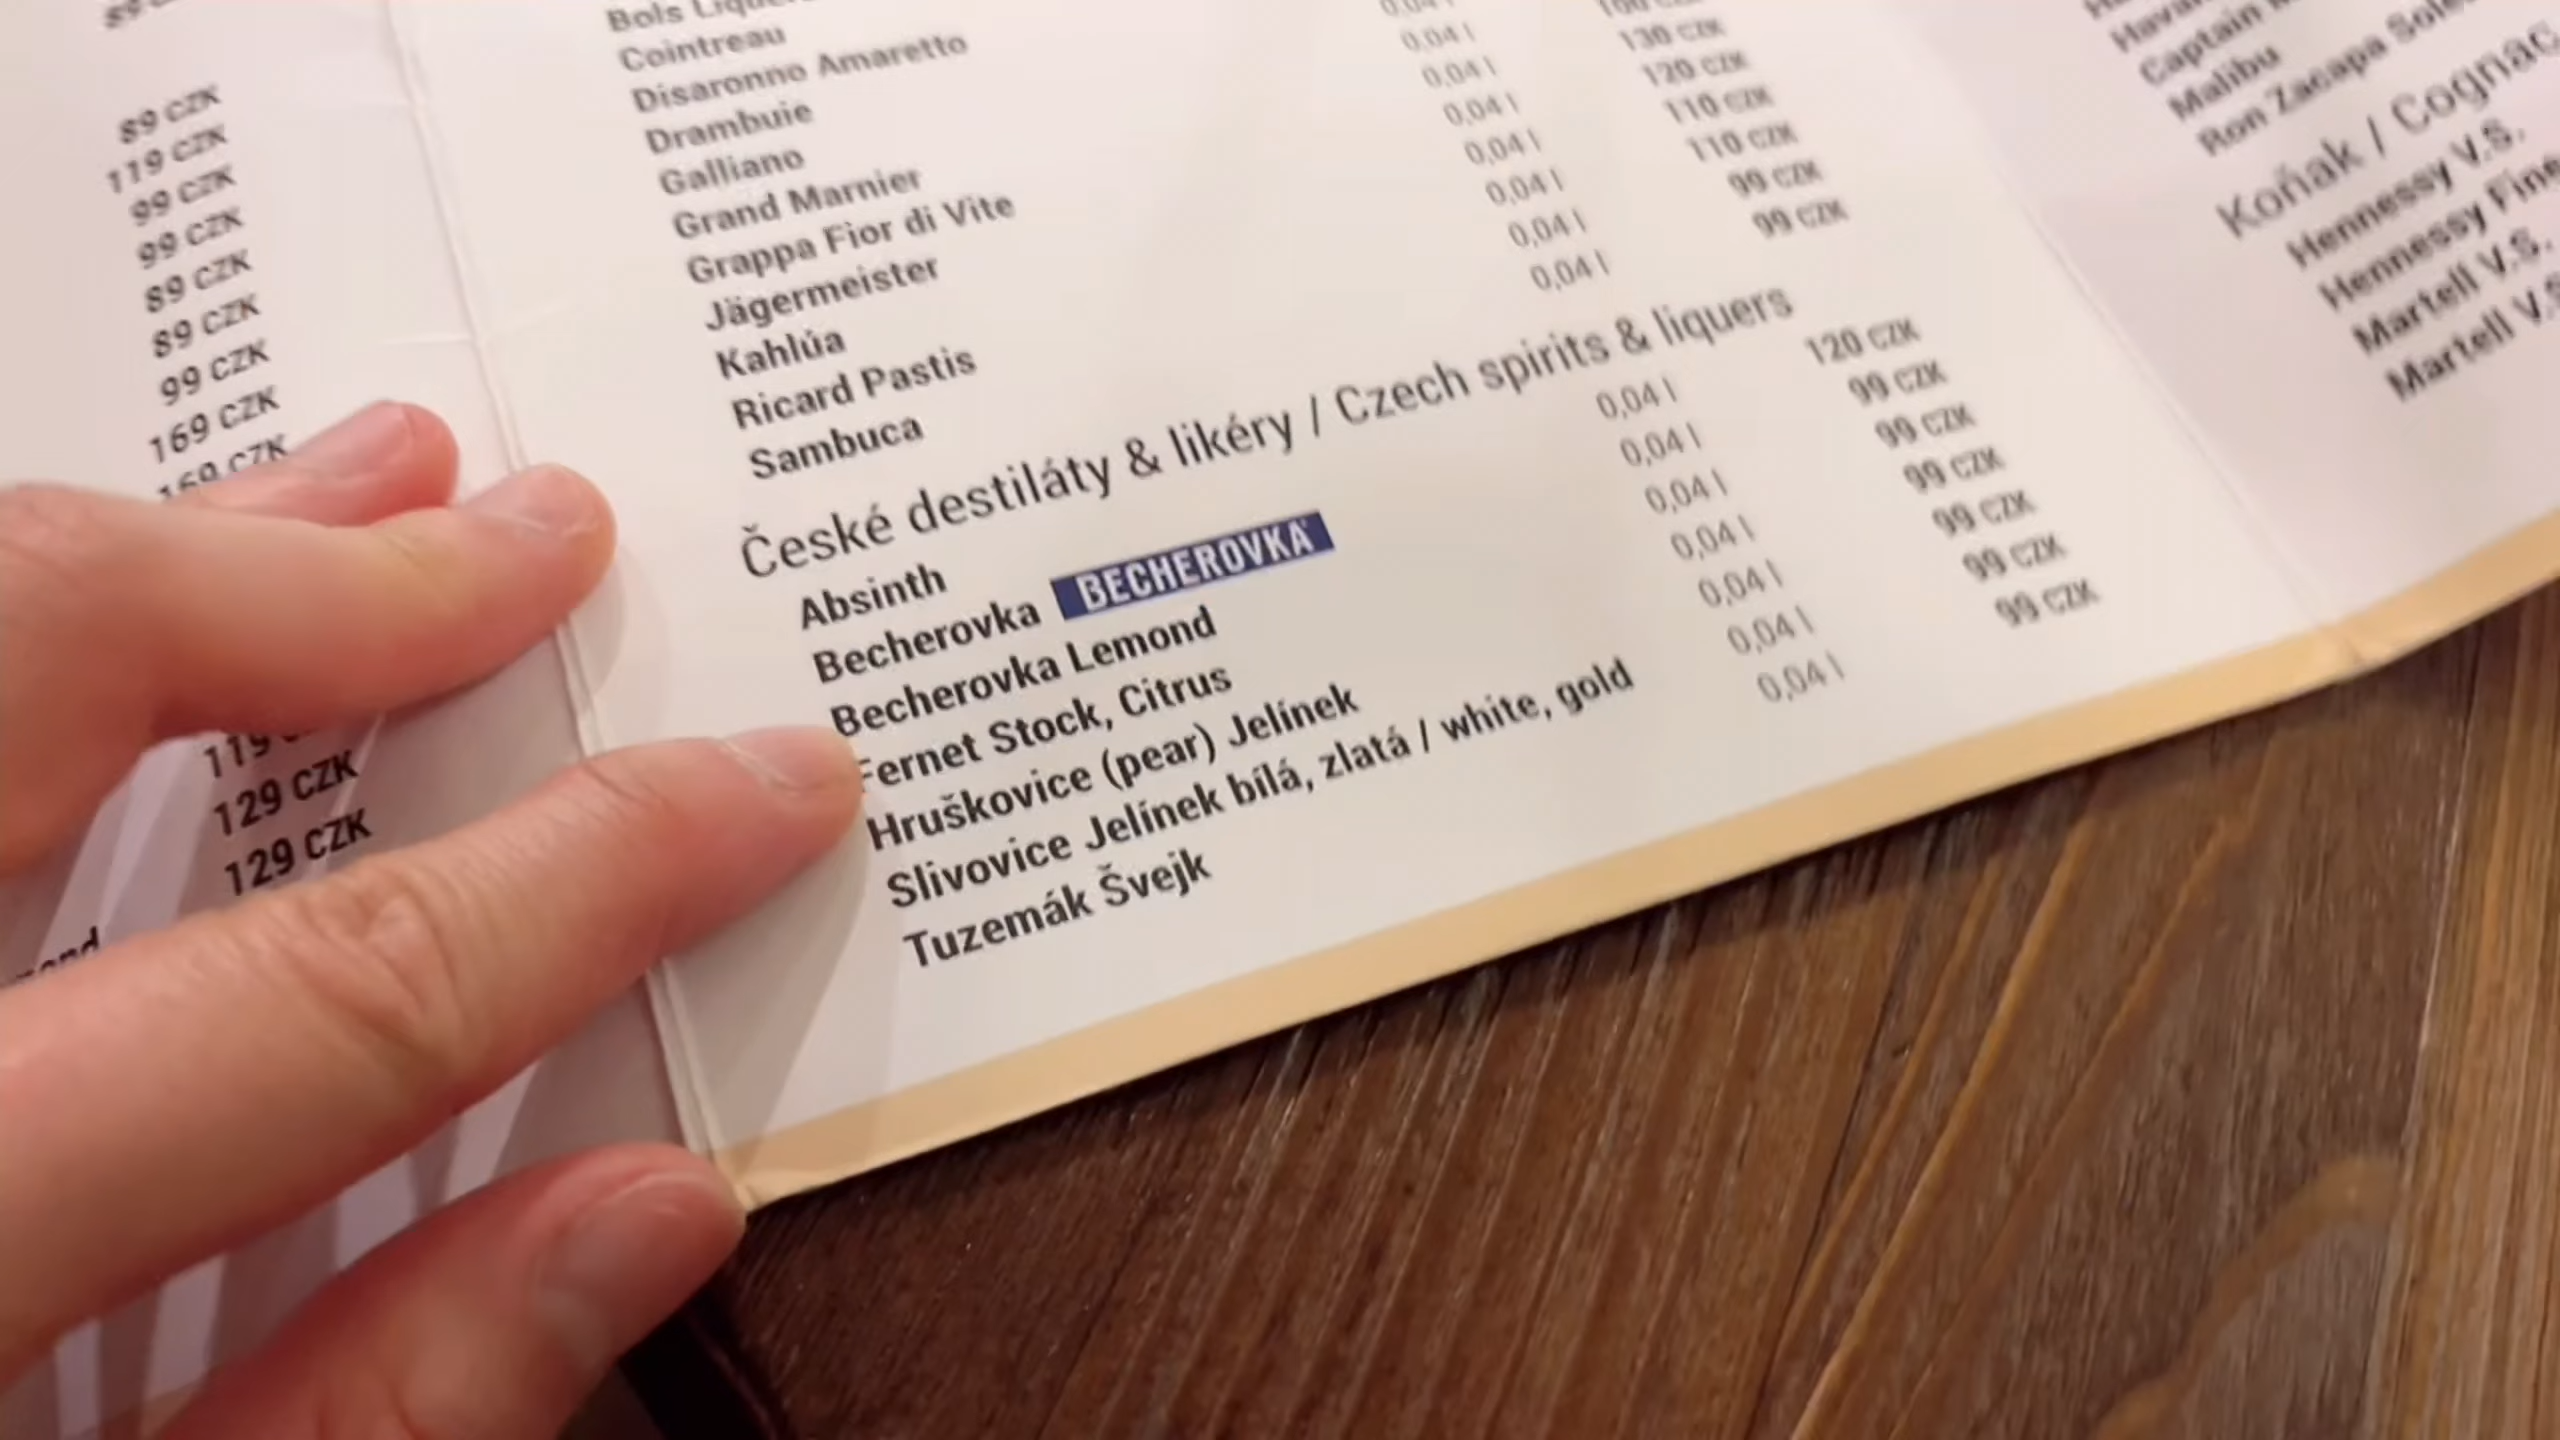 89 CZK
119 CZK
99 CZK
99 CZK
89 CZK
89 CZK
99 CZK
169 CZK
169 CZK
129 CZK
129 CZK
Bols
Cointreau
Disaronno Amaretto
Drambuie 0,04 l
Galliano 0,04 l
Grand Marnier 0,04 l 130 CZK
Grappa Fior di Vite 0,04 l 120 CZK
Jägermeister 0,04 l 110 CZK
Kahlúa 0,04 l 110 CZK
Ricard Pastis 0,04 l 99 CZK
Sambuca 0,04 l 99 CZK
České destiláty & likéry / Czech spirits & liquers
Absinth 0,04 l 120 CZK
Becherovka BECHEROVKA 0,04 l 99 CZK
Becherovka Lemond 0,04 l 99 CZK
Fernet Stock, Citrus 0,04 l 99 CZK
Hruškovice (pear) Jelínek 0,04 l 99 CZK
Slivovice Jelínek bílá, zlatá / white, gold 0,04 l 99 CZK
Tuzemák Švejk 0,04 l 99 CZK
Captain
Malibu
Ron Zacapa
Koňak / Cognac
Hennessy V.S.
Hennessy Fine
Martell V.S.
Martell